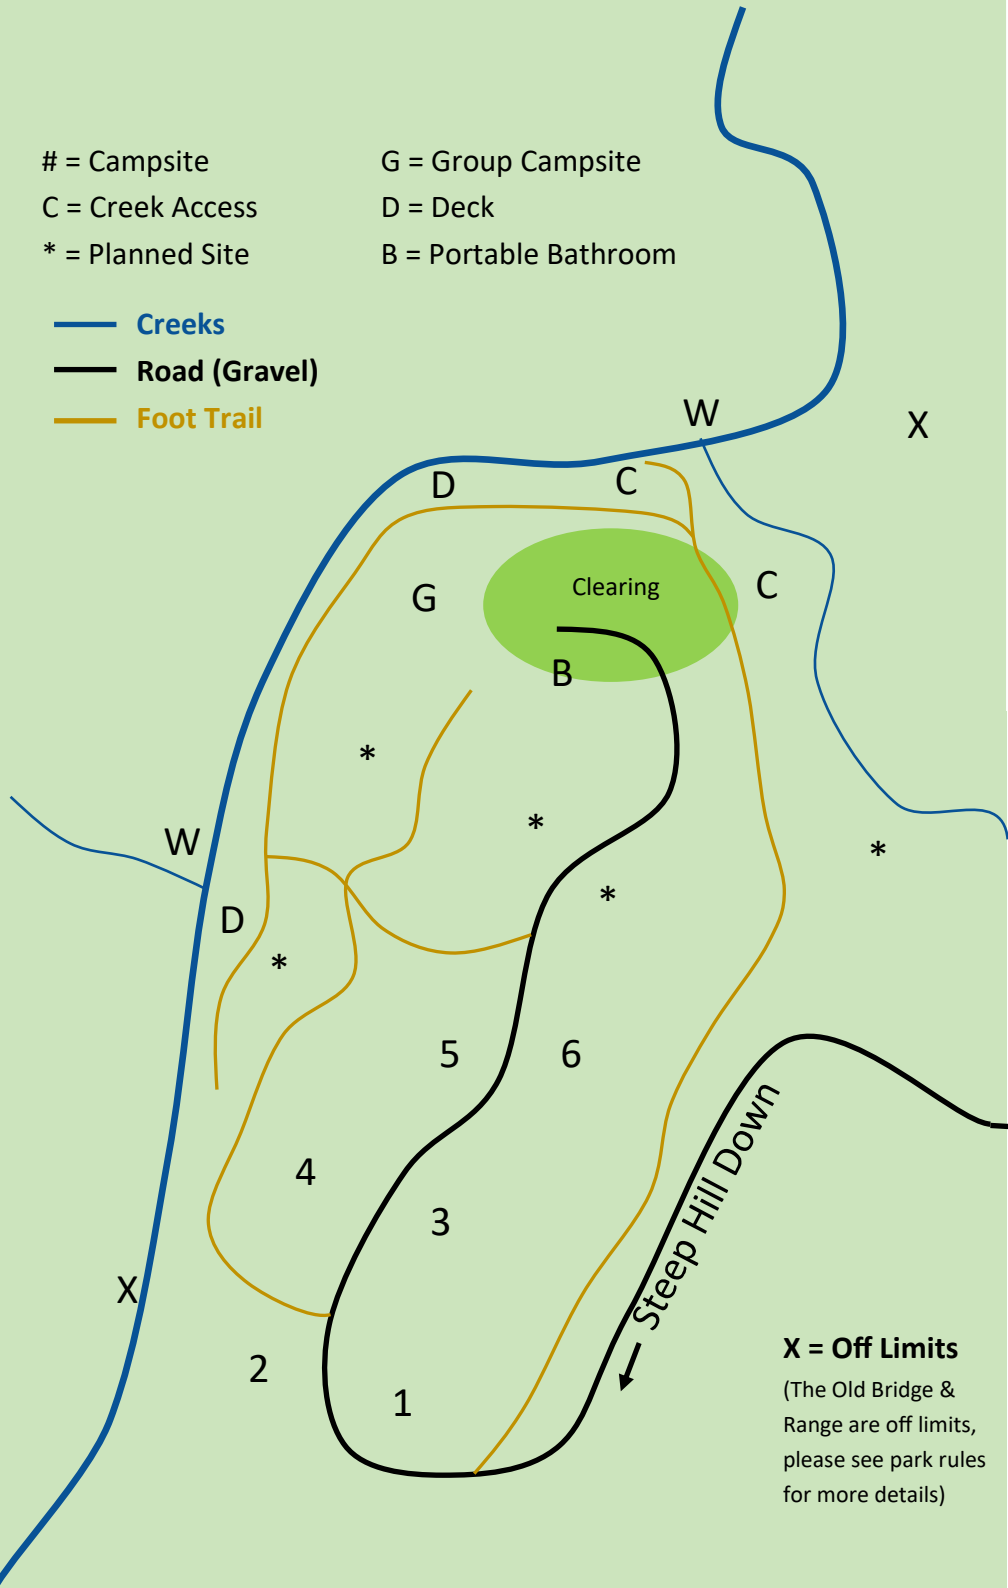 # = Campsite
G = Group Campsite
C = Creek Access
D = Deck
* = Planned Site
B = Portable Bathroom
Creeks
Road (Gravel)
Foot Trail
W
X
D
C
Clearing
C
G
B
*
*
W
*
*
D
*
5
6
4
3
Steep Hill Down
X
2
1
X = Off Limits
(The Old Bridge &
Range are off limits,
please see park rules
for more details)